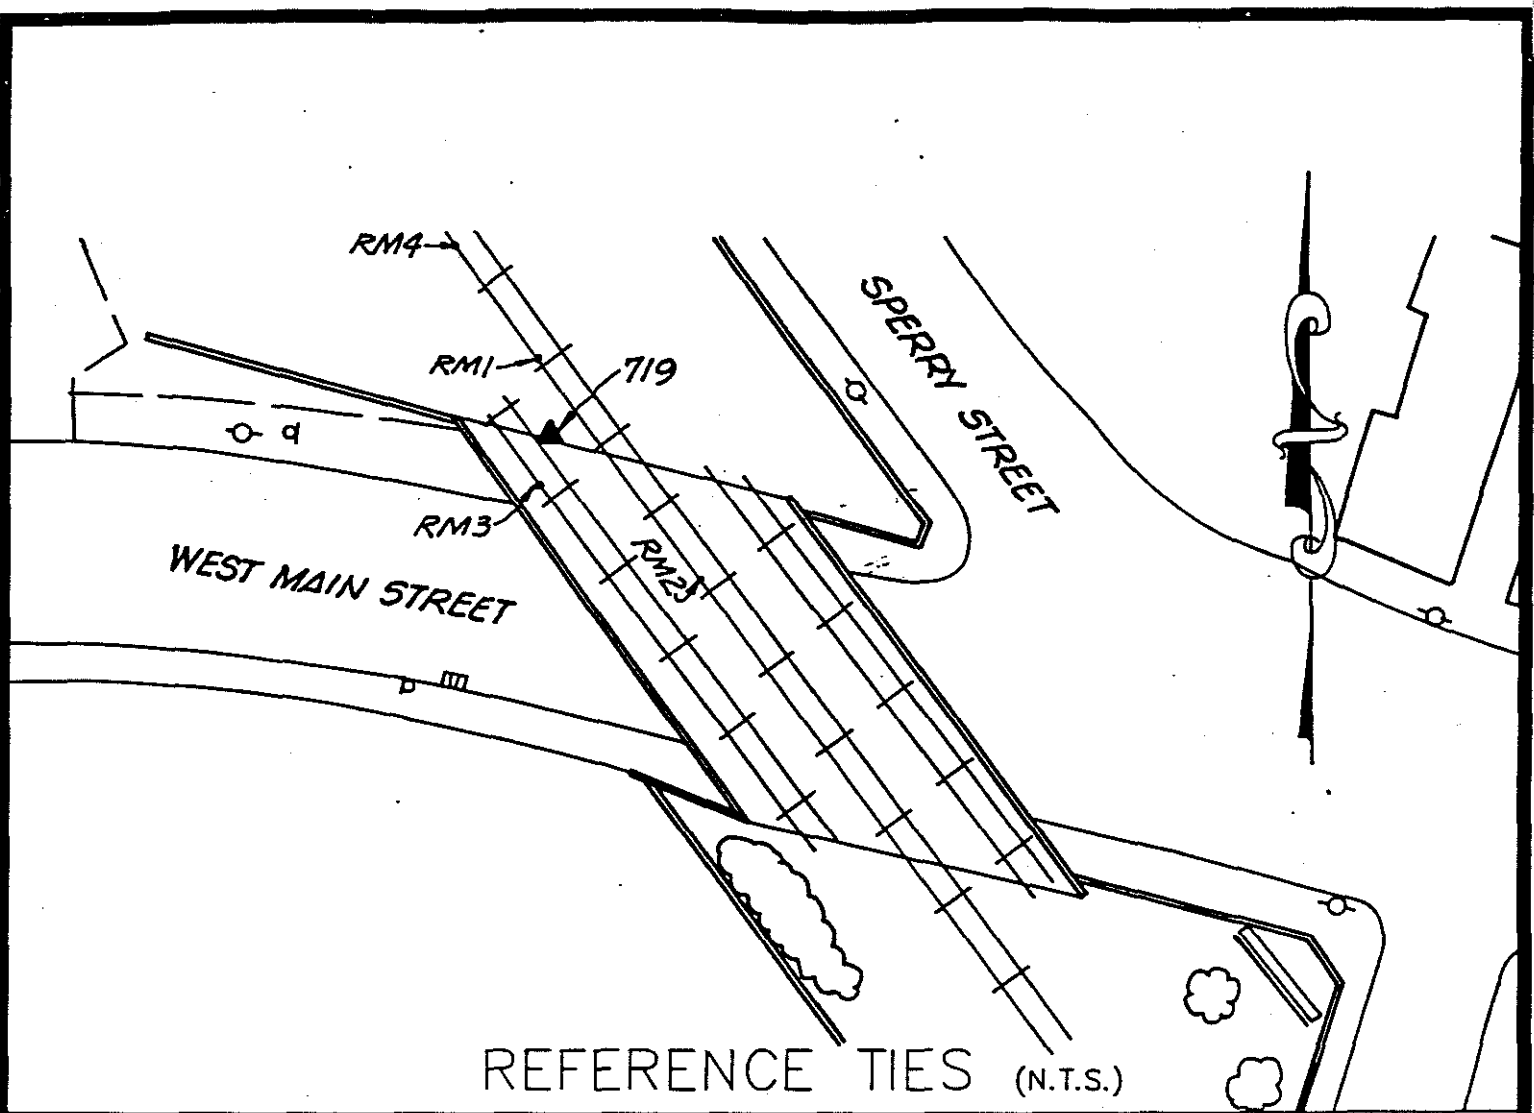 RM4
SPERRY STREET
RM1
719
RM3
RM2
WEST MAIN STREET
REFERENCE TIES (N.T.S.)